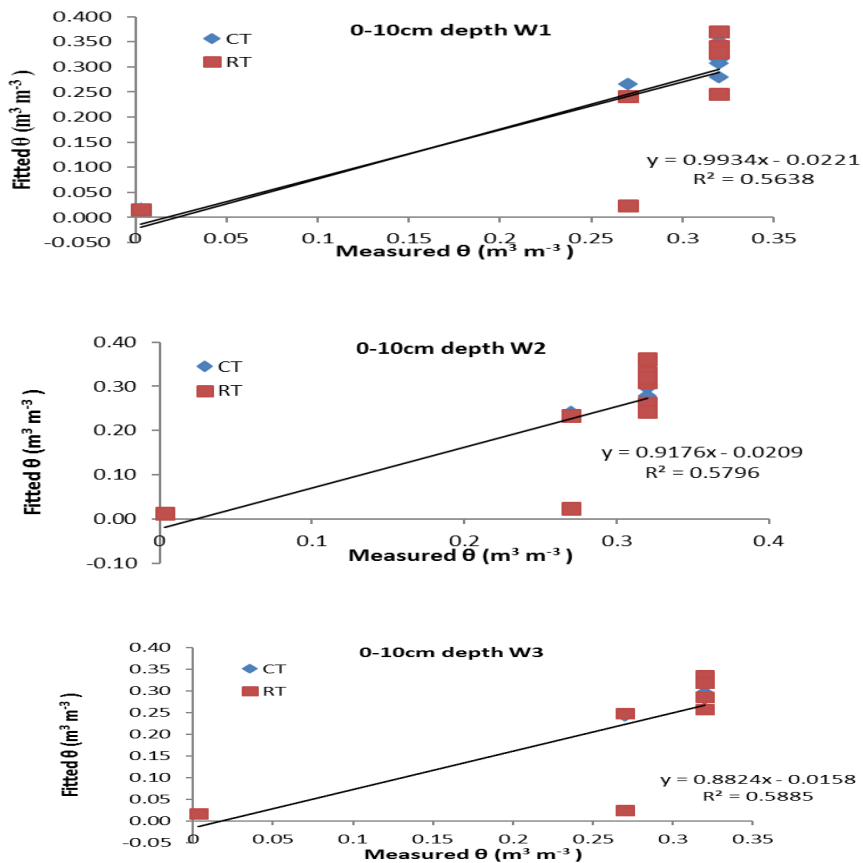 0.400
0.350
0.300
0.250
0.200
0.150
0.100
0.050
0.000
-0.050
0-10cm depth W1
CT
RT
Fitted θ (m³ m⁻³)
y = 0.9934x - 0.0221
R² = 0.5638
0 0.05 0.1 0.15 0.2 0.25 0.3 0.35
Measured θ (m³ m⁻³ )
0.40
0.30
0.20
0.10
0.00
-0.10
0-10cm depth W2
CT
RT
Fitted θ (m³ m⁻³)
y = 0.9176x - 0.0209
R² = 0.5796
0 0.1 0.2 0.3 0.4
Measured θ (m³ m⁻³ )
0.40
0.35
0.30
0.25
0.20
0.15
0.10
0.05
0.00
-0.05
0-10cm depth W3
CT
RT
Fitted θ (m³ m⁻³)
y = 0.8824x - 0.0158
R² = 0.5885
0 0.1 0.2 0.3 0.4
Measured θ (m³ m⁻³ )